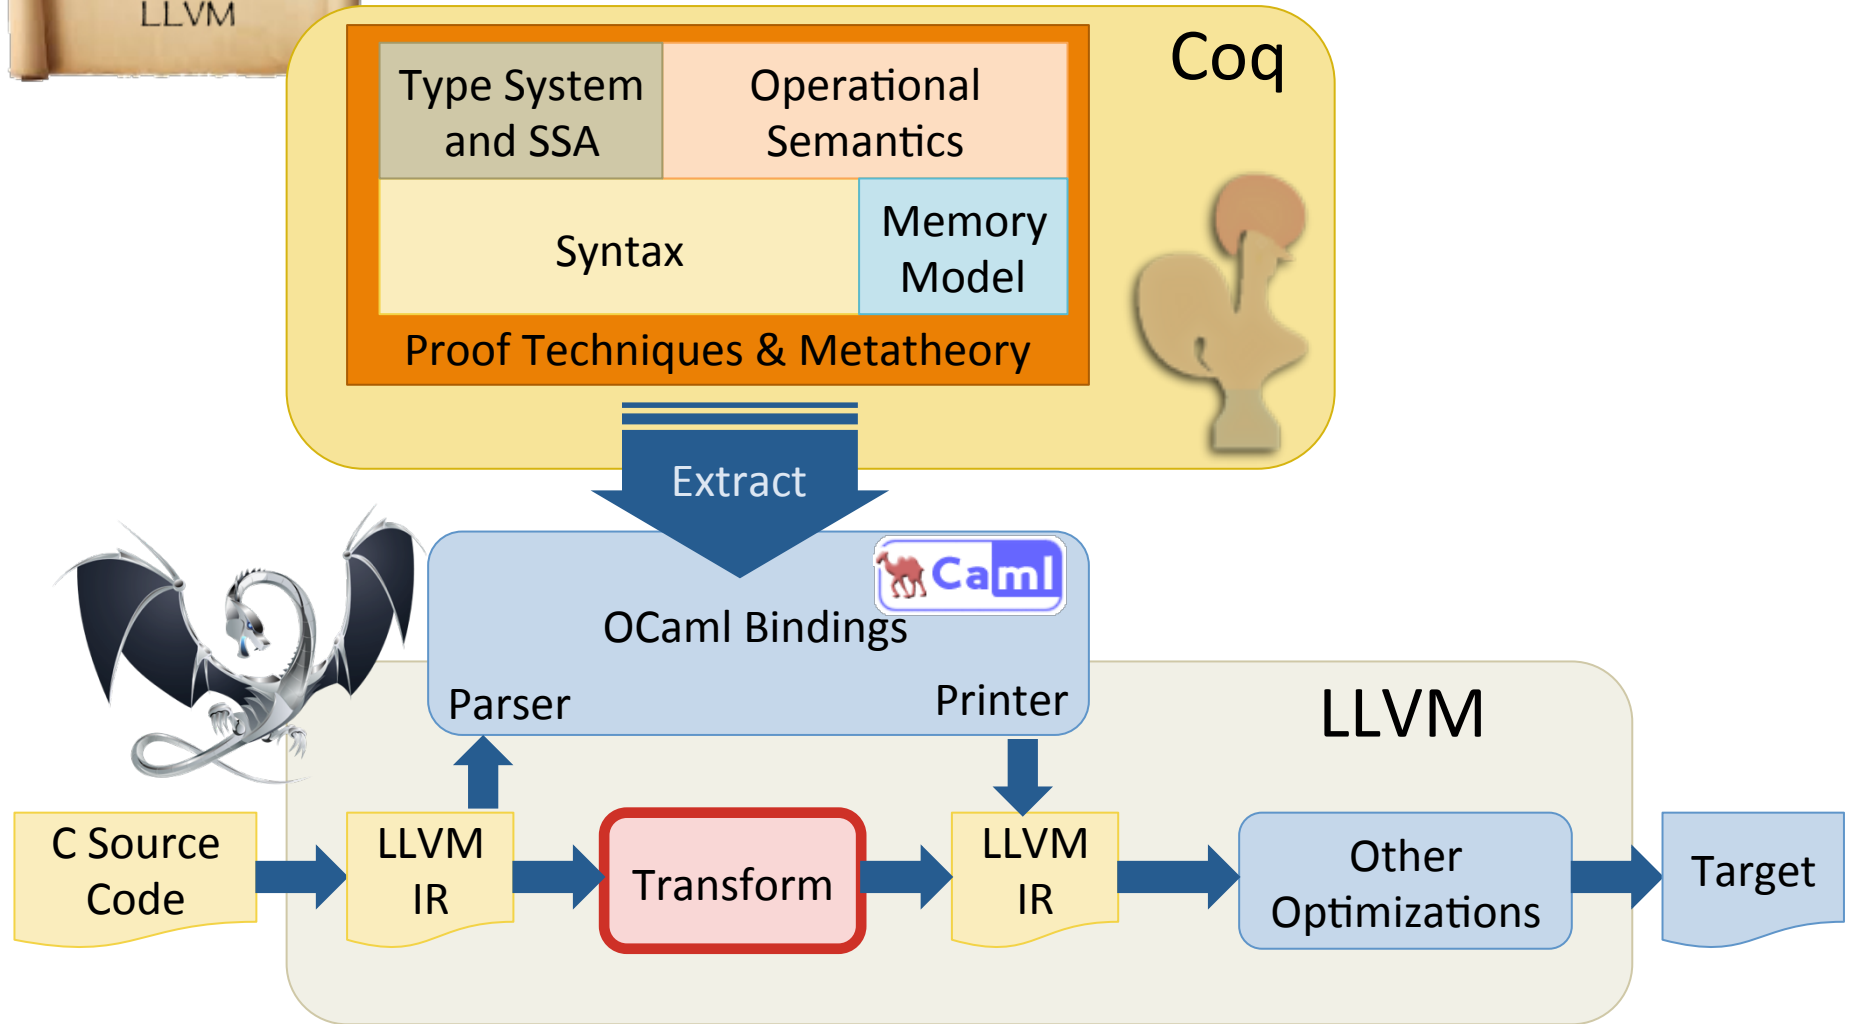 LLVM
Coq
Type System
and SSA
Operational
Semantics
Syntax
Memory
Model
Proof Techniques & Metatheory
Extract
Caml
OCaml Bindings
Parser
Printer
LLVM
C Source
Code
LLVM
IR
Transform
LLVM
IR
Other
Optimizations
Target